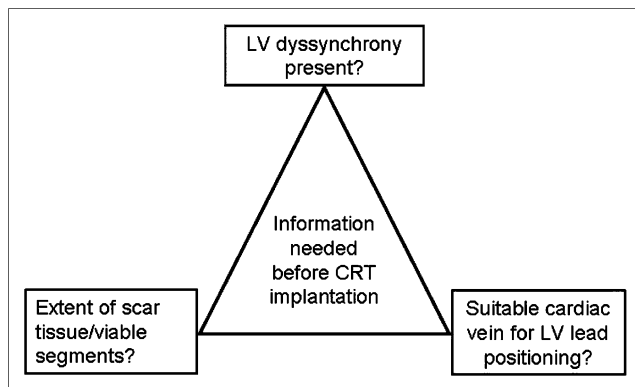 LV dyssynchrony
present?
Information
needed
before CRT
implantation
Extent of scar
tissue/viable
segments?
Suitable cardiac
vein for LV lead
positioning?